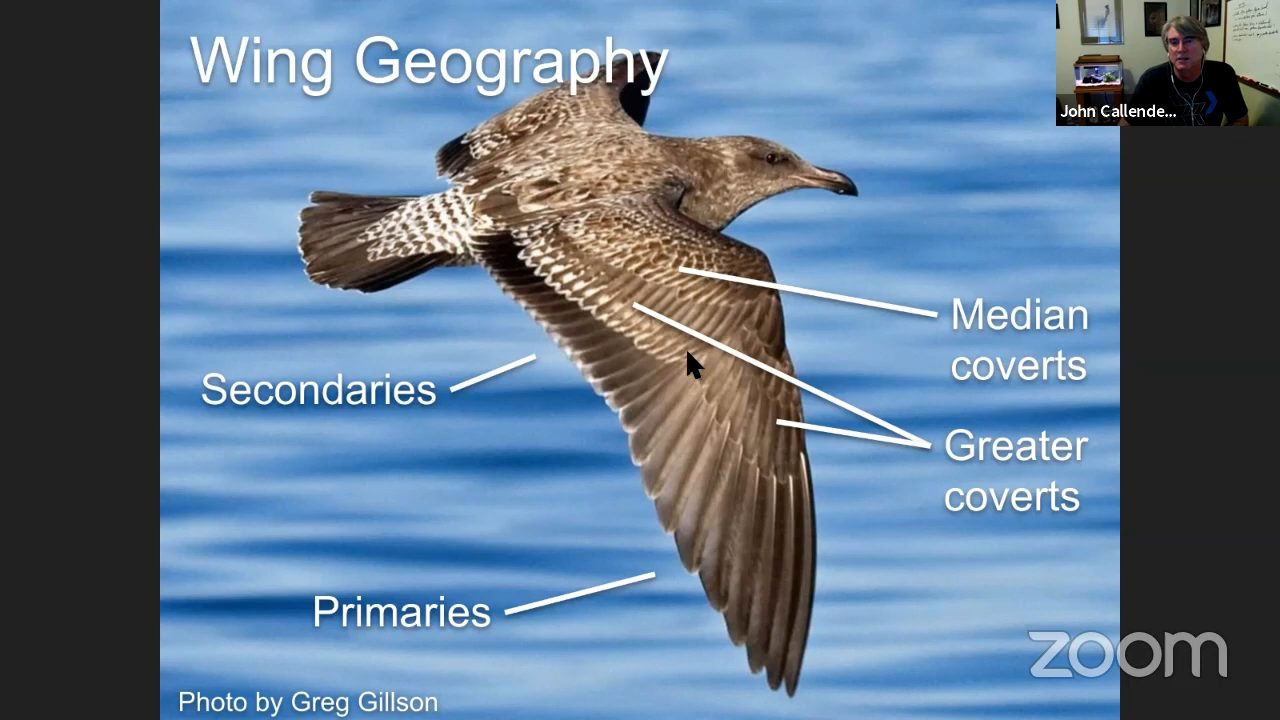 Wing Geography
John Callende...
Median
coverts
Secondaries
Greater
coverts
Primaries
zoom
Photo by Greg Gillson